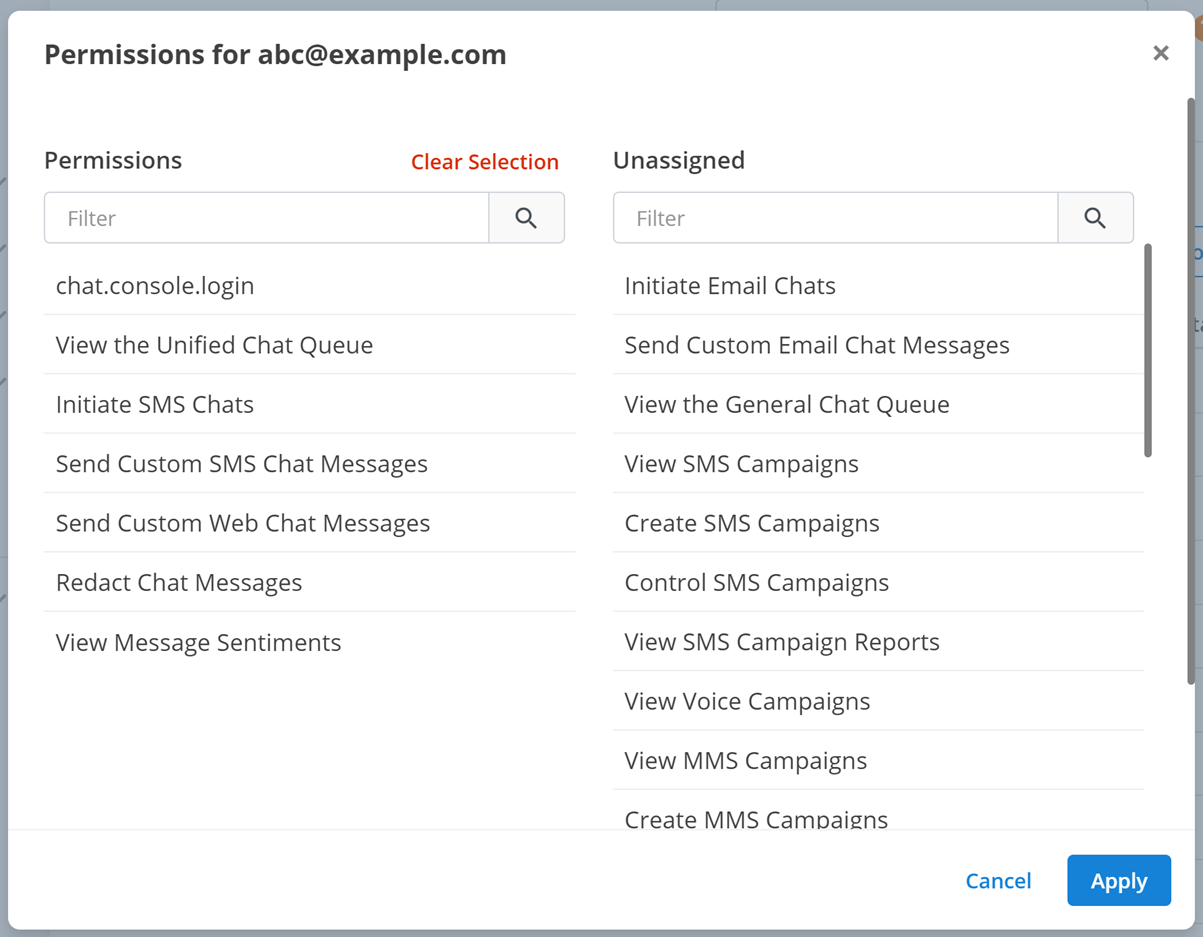 Permissions for abc@example.com
×
Permissions
Clear Selection
Filter
chat.console.login
View the Unified Chat Queue
Initiate SMS Chats
Send Custom SMS Chat Messages
Send Custom Web Chat Messages
Redact Chat Messages
View Message Sentiments
Unassigned
Filter
Initiate Email Chats
Send Custom Email Chat Messages
View the General Chat Queue
View SMS Campaigns
Create SMS Campaigns
Control SMS Campaigns
View SMS Campaign Reports
View Voice Campaigns
View MMS Campaigns
Create MMS Campaigns
Cancel
Apply